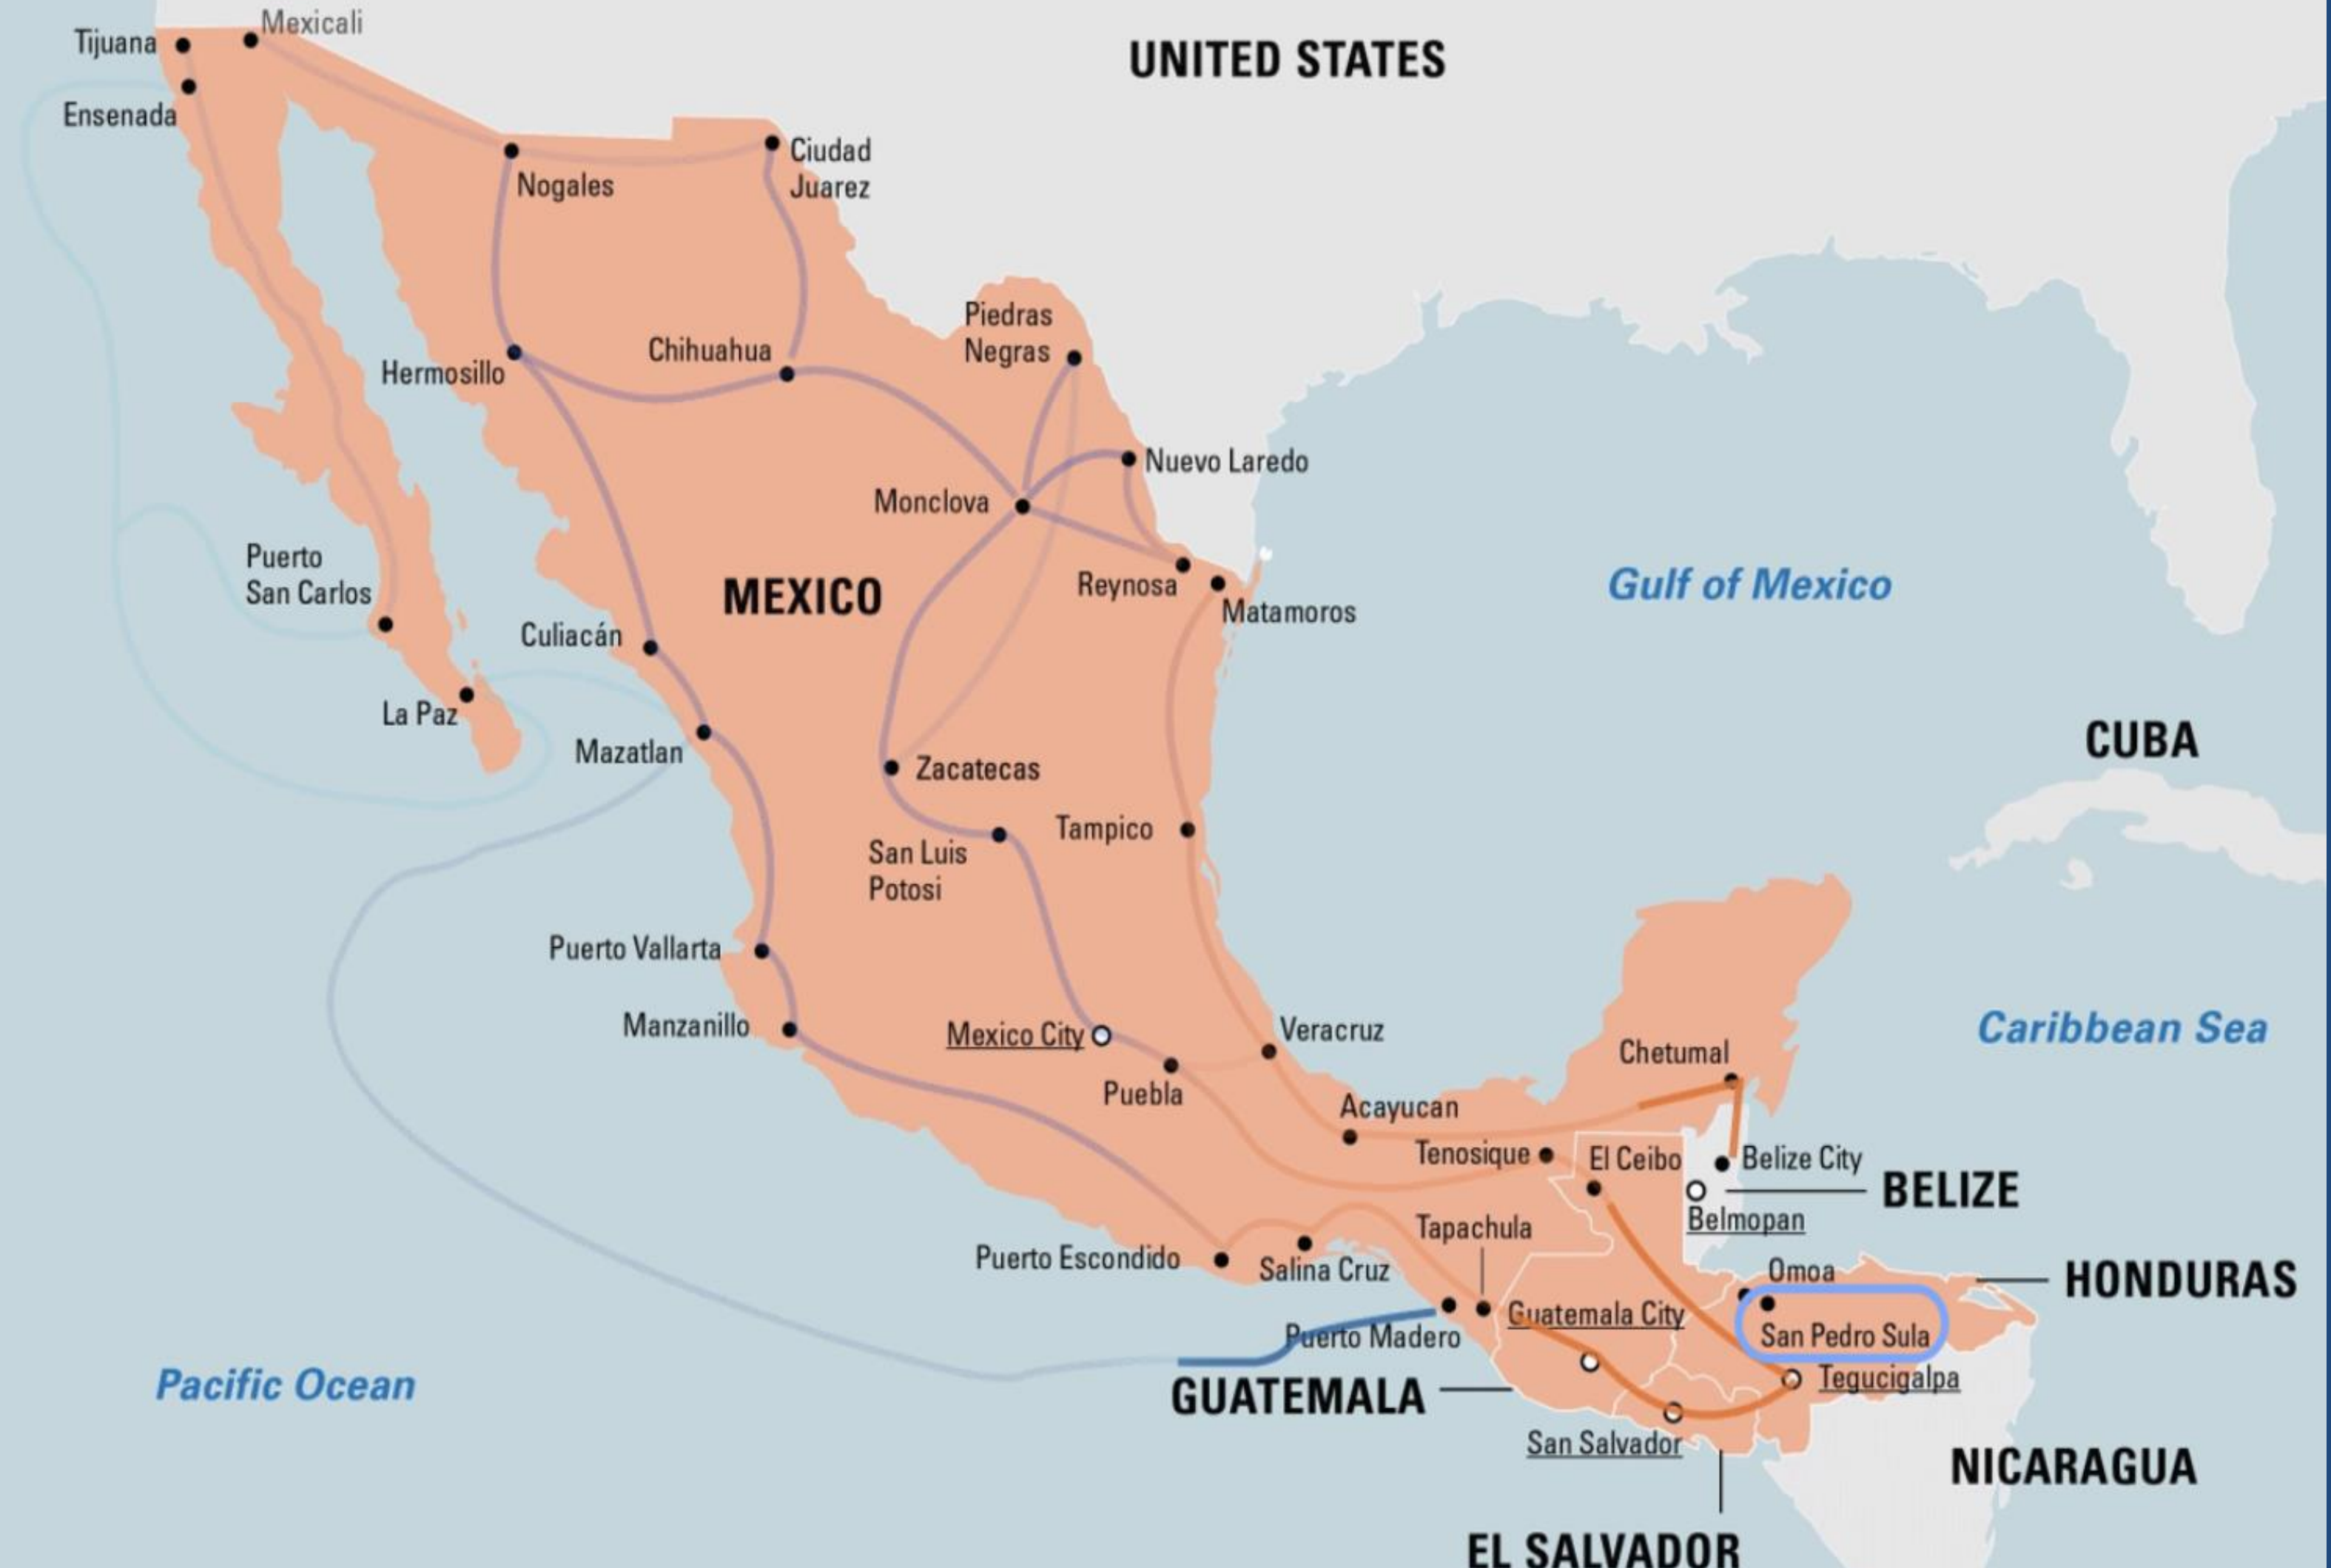 Mexicali
Tijuana
Ensenada
UNITED STATES
Ciudad
Juarez
Nogales
Piedras
Negras
Chihuahua
Hermosillo
Nuevo Laredo
Monclova
Puerto
San Carlos
MEXICO
Reynosa
Gulf of Mexico
Matamoros
Culiacán
La Paz
Mazatlan
CUBA
Zacatecas
Tampico
San Luis
Potosi
Puerto Vallarta
Manzanillo
Mexico City
Veracruz
Caribbean Sea
Chetumal
Puebla
Acayucan
Tenosique
El Ceibo
Belize City
BELIZE
Belmopan
Tapachula
Puerto Escondido
Salina Cruz
Omoa
HONDURAS
Guatemala City
Puerto Madero
San Pedro Sula
Pacific Ocean
GUATEMALA
Tegucigalpa
San Salvador
NICARAGUA
EL SALVADOR